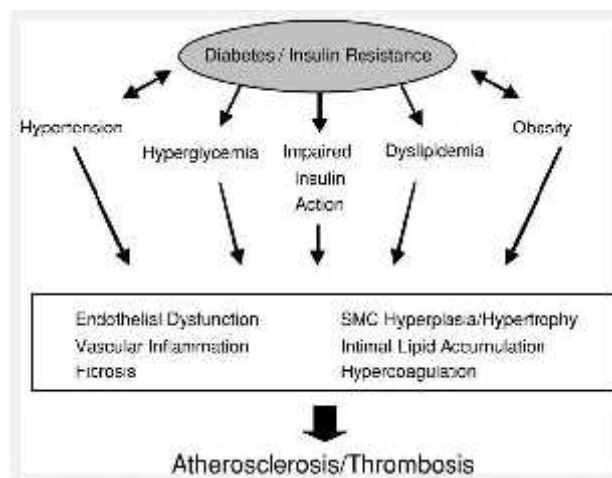 Diabetes / Insulin Resistance
Hypertension
Obesity
Hyperglycemia
Impaired
Insulin
Action
Dyslipidemia
Endothelial Dysfunction
SMC Hyperplasia/Hypertrophy
Vascular Inflammation
Intimal Lipid Accumulation
Fibrosis
Hypercoagulation
Atherosclerosis/Thrombosis